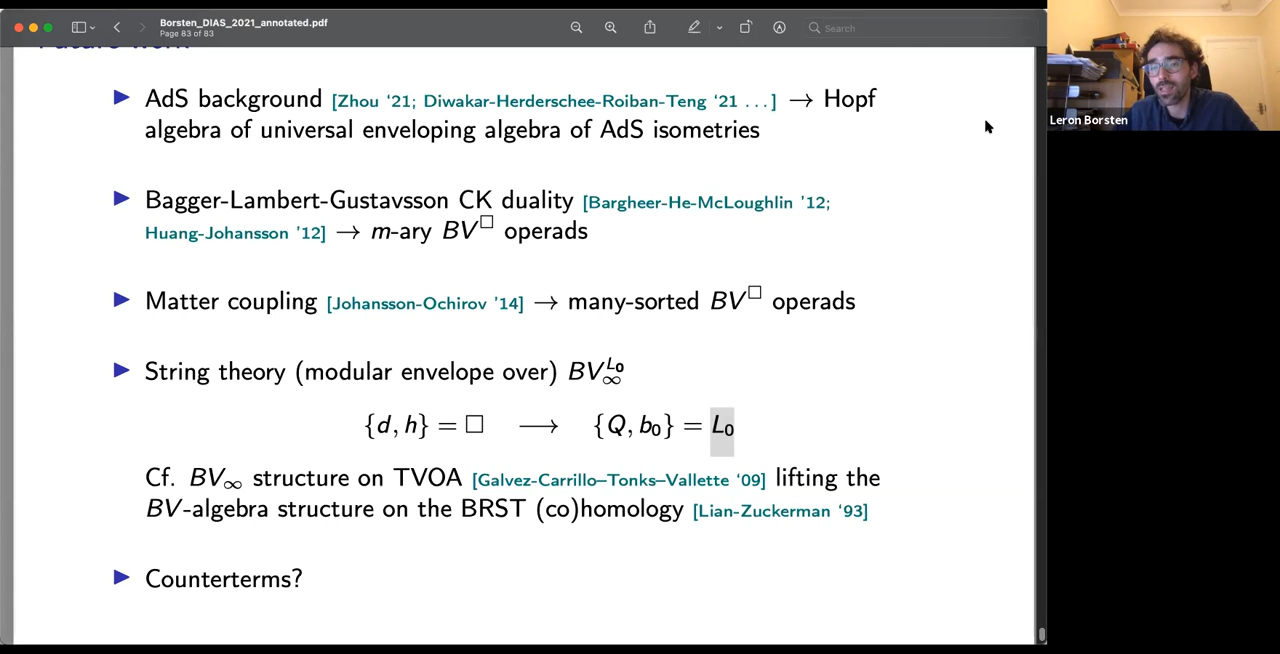 Borsten_DIAS_2021_annotated.pdf
Page 83 of 83
Search
Future work
▶ AdS background [Zhou ‘21; Diwakar-Herderschee-Roiban-Teng ‘21 ...] → Hopf
algebra of universal enveloping algebra of AdS isometries
▶ Bagger-Lambert-Gustavsson CK duality [Bargheer-He-McLoughlin ’12;
Huang-Johansson ’12] → m-ary BV□ operads
▶ Matter coupling [Johansson-Ochirov ’14] → many-sorted BV□ operads
▶ String theory (modular envelope over) BV∞^L₀
{d, h} = □ ⟶ {Q, b₀} = L₀
Cf. BV∞ structure on TVOA [Galvez-Carrillo–Tonks–Vallette ‘09] lifting the
BV-algebra structure on the BRST (co)homology [Lian-Zuckerman ‘93]
▶ Counterterms?
Leron Borsten